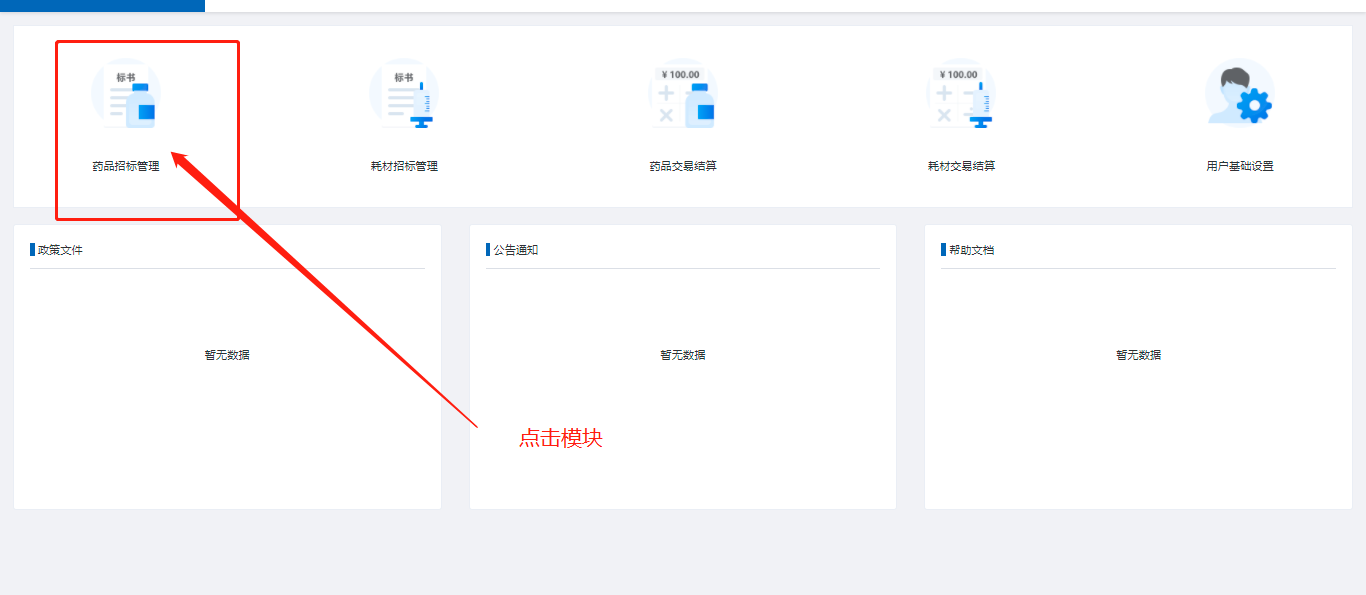 标书
标书
¥ 100.00
¥ 100.00
药品招标管理
耗材招标管理
药品交易结算
耗材交易结算
用户基础设置
政策文件
公告通知
帮助文档
暂无数据
暂无数据
暂无数据
点击模块